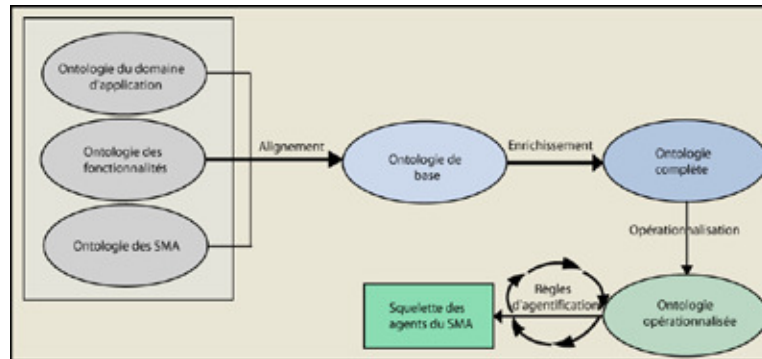 Ontologie du domaine
d'application
Ontologie des
fonctionnalités
Ontologie des SMA
Alignement
Ontologie de
base
Enrichissement
Ontologie
complète
Opérationnalisation
Règles
d'agentification
Squelette des
agents du SMA
Ontologie
opérationnalisée